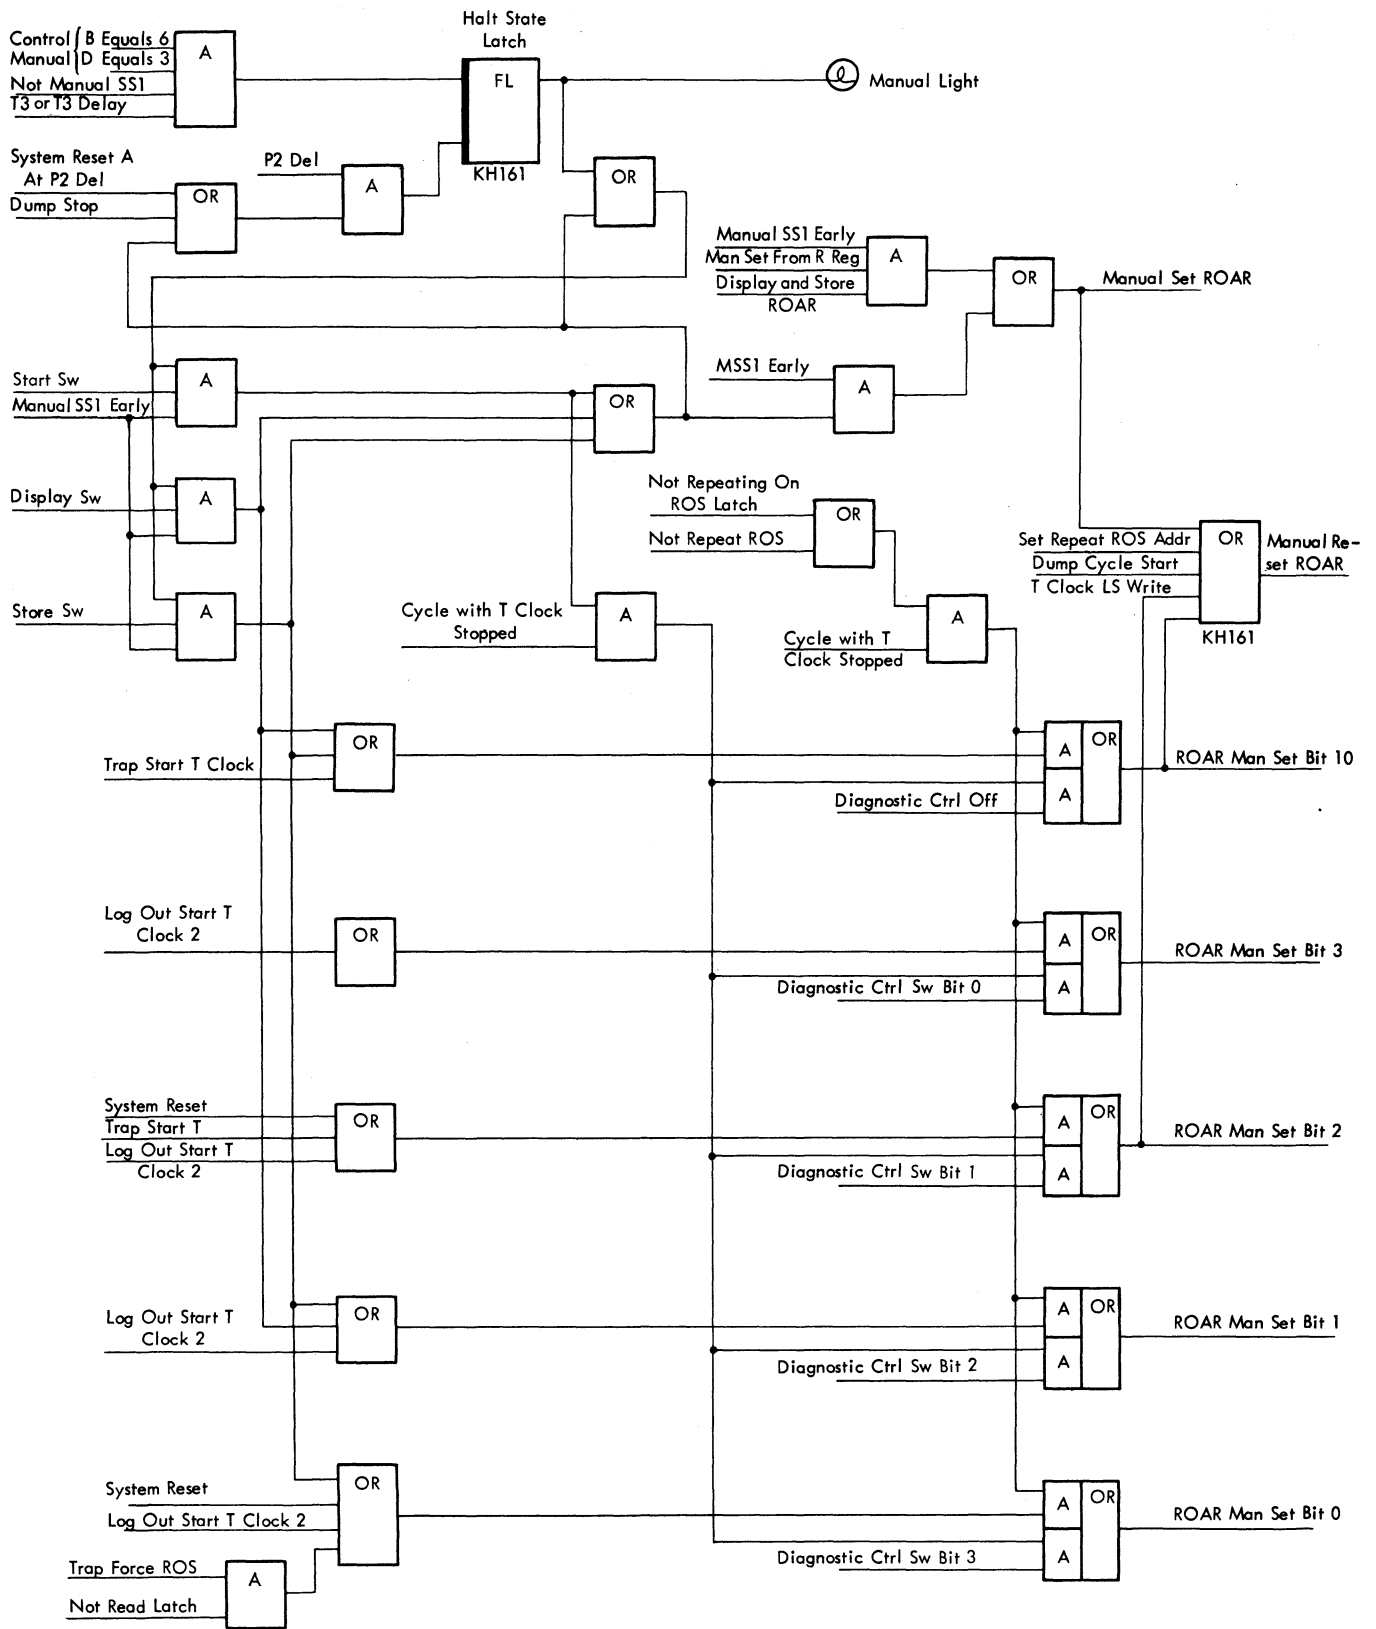 Halt State
Latch
Control { B Equals 6
Manual { D Equals 3
Not Manual SS1
T3 or T3 Delay
A
FL
KH161
Manual Light
System Reset A
At P2 Del
Dump Stop
OR
P2 Del
A
OR
Manual SS1 Early
Man Set From R Reg
Display and Store
ROAR
A
OR
Manual Set ROAR
Start Sw
Manual SS1 Early
A
OR
MSS1 Early
A
Display Sw
A
Not Repeating On
ROS Latch
Not Repeat ROS
OR
Set Repeat ROS Addr
Dump Cycle Start
T Clock LS Write
OR
KH161
Manual Re-
set ROAR
Store Sw
A
Cycle with T Clock
Stopped
A
Cycle with T
Clock Stopped
A
Trap Start T Clock
OR
Diagnostic Ctrl Off
A
A
OR
ROAR Man Set Bit 10
Log Out Start T
Clock 2
OR
Diagnostic Ctrl Sw Bit 0
A
A
OR
ROAR Man Set Bit 3
System Reset
Trap Start T
Log Out Start T
Clock 2
OR
Diagnostic Ctrl Sw Bit 1
A
A
OR
ROAR Man Set Bit 2
Log Out Start T
Clock 2
OR
Diagnostic Ctrl Sw Bit 2
A
A
OR
ROAR Man Set Bit 1
System Reset
Log Out Start T Clock 2
OR
Trap Force ROS
Not Read Latch
A
Diagnostic Ctrl Sw Bit 3
A
A
OR
ROAR Man Set Bit 0